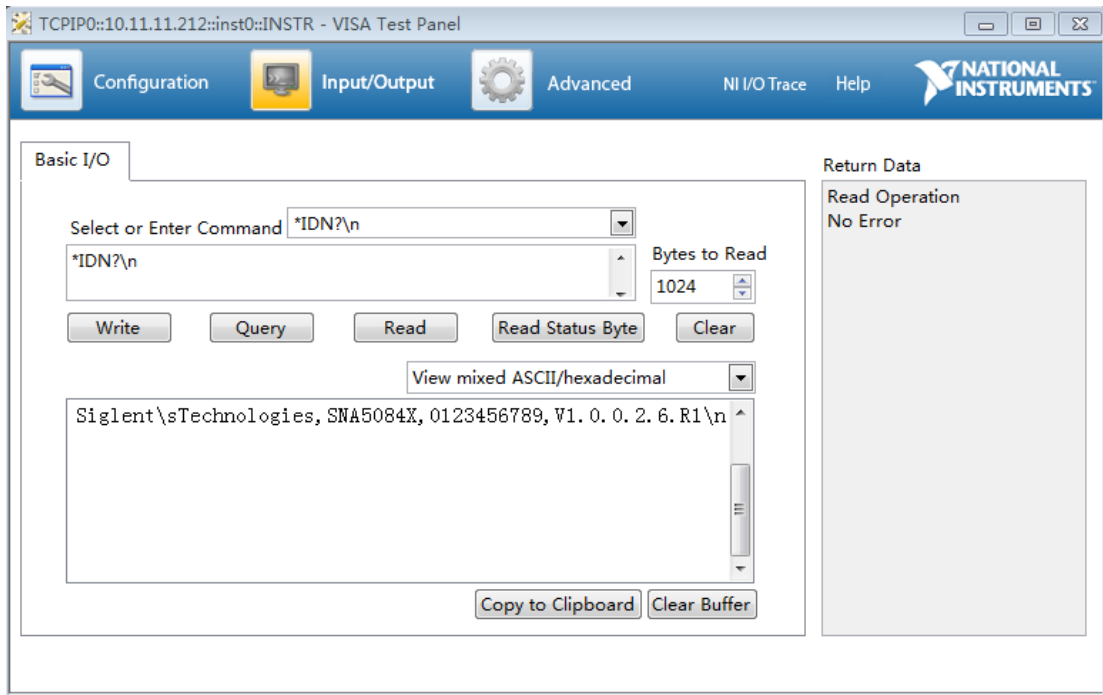 TCPIP0::10.11.11.212::inst0::INSTR - VISA Test Panel
Configuration
Input/Output
Advanced
NI I/O Trace
Help
NATIONAL
INSTRUMENTS™
Basic I/O
Select or Enter Command
*IDN?\n
*IDN?\n
Bytes to Read
1024
Write
Query
Read
Read Status Byte
Clear
View mixed ASCII/hexadecimal
Siglent\sTechnologies,SNA5084X,0123456789,V1.0.0.2.6.R1\n
Copy to Clipboard
Clear Buffer
Return Data
Read Operation
No Error